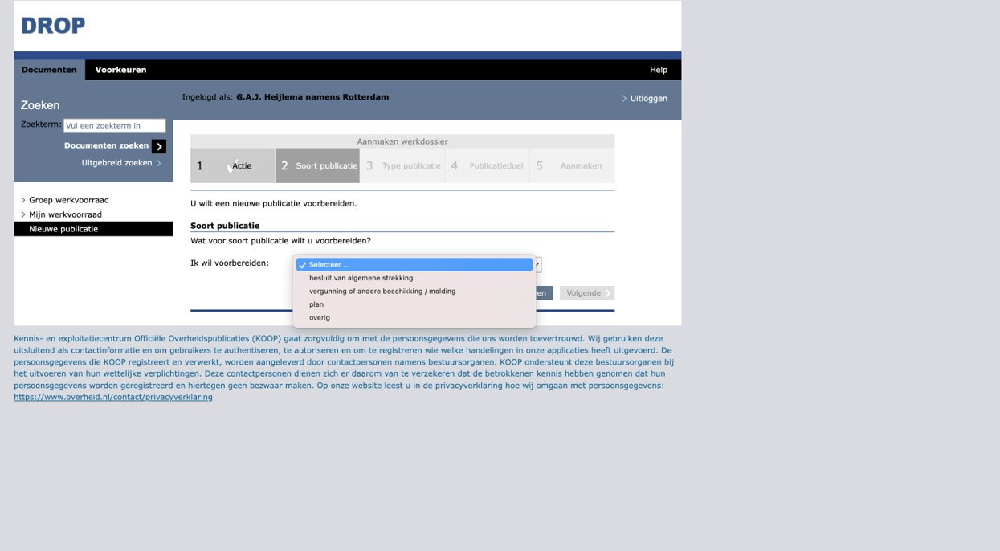 DROP
Documenten
Voorkeuren
Help
Ingelogd als: G.A.J. Heijlema namens Rotterdam
Uitloggen
Zoeken
Zoekterm: Vul een zoekterm in
Documenten zoeken
Uitgebreid zoeken
Groep werkvoorraad
Mijn werkvoorraad
Nieuwe publicatie
Aanmaken werkdossier
1 Actie
2 Soort publicatie
3 Type publicatie
4 Publicatiedoel
5 Aanmaken
U wilt een nieuwe publicatie voorbereiden.
Soort publicatie
Wat voor soort publicatie wilt u voorbereiden?
Ik wil voorbereiden:
Selecteer ...
besluit van algemene strekking
vergunning of andere beschikking / melding
plan
overig
Volgende
Kennis- en exploitatiecentrum Officiële Overheidspublicaties (KOOP) gaat zorgvuldig om met de persoonsgegevens die ons worden toevertrouwd. Wij gebruiken deze
uitsluitend als contactinformatie en om gebruikers te authentiseren, te autoriseren en om te registreren wie welke handelingen in onze applicaties heeft uitgevoerd. De
persoonsgegevens die KOOP registreert en verwerkt, worden aangeleverd door contactpersonen namens bestuursorganen. KOOP ondersteunt deze bestuursorganen bij
het uitvoeren van hun wettelijke verplichtingen. Deze contactpersonen dienen zich er daarom van te verzekeren dat de betrokkenen kennis hebben genomen dat hun
persoonsgegevens worden geregistreerd en hiertegen geen bezwaar maken. Op onze website leest u in de privacyverklaring hoe wij omgaan met persoonsgegevens:
https://www.overheid.nl/contact/privacyverklaring